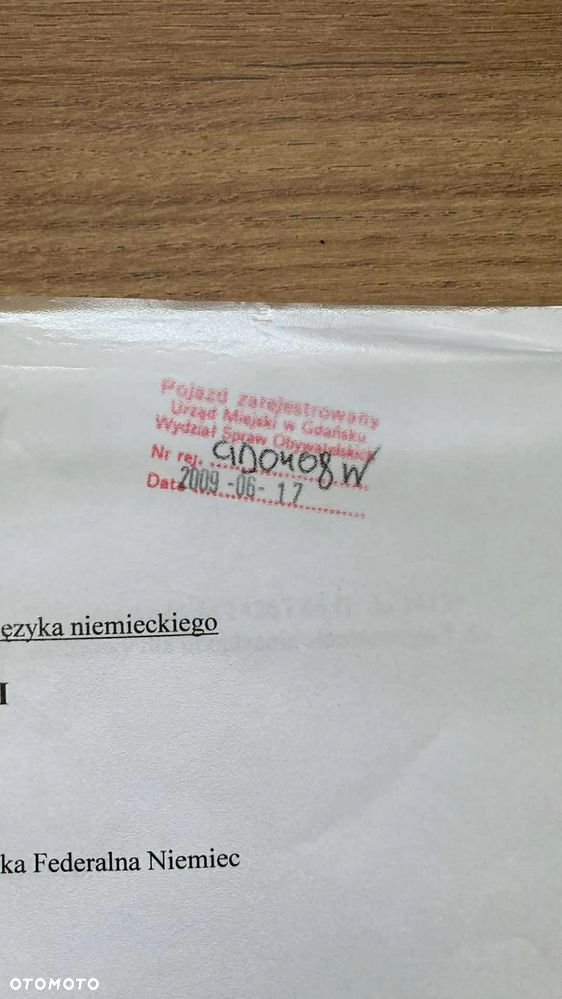 Pojazd zarejestrowany
Urząd Miejski w Gdańsku
Wydział Spraw Obywatelskich
Nr rej. GD0408W
Data 2009-06-17
ęzyka niemieckiego
I
ka Federalna Niemiec
OTOMOTO